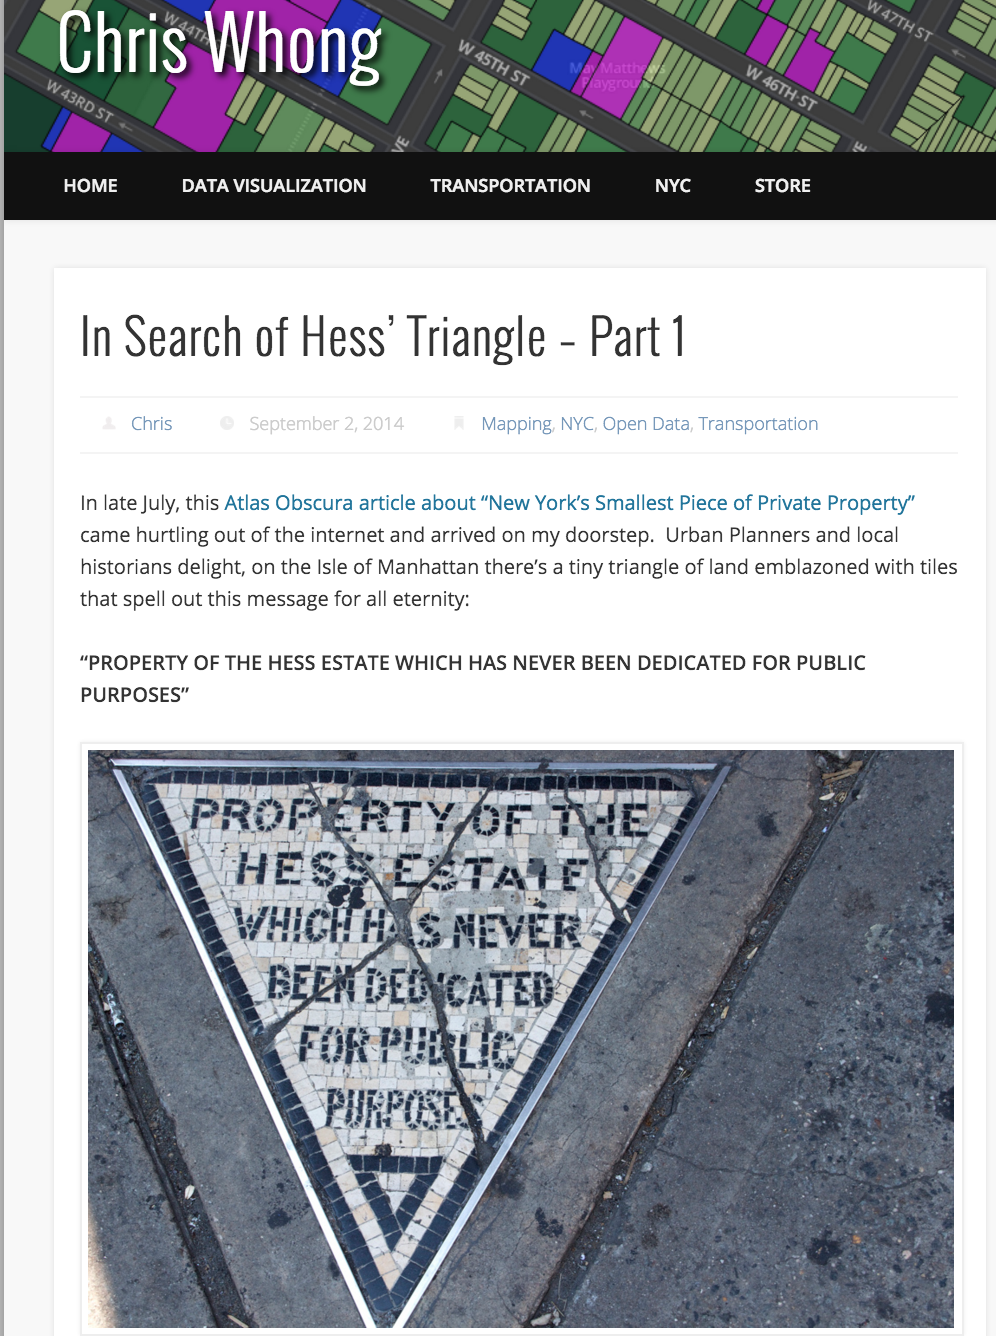 Chris Whong
W 44TH
W 43RD ST
W 45TH ST
May Matthews
Playground
W 46TH ST
W 47TH ST
VE
HOME DATA VISUALIZATION TRANSPORTATION NYC STORE
In Search of Hess’ Triangle – Part 1
Chris September 2, 2014 Mapping, NYC, Open Data, Transportation
In late July, this Atlas Obscura article about “New York’s Smallest Piece of Private Property”
came hurtling out of the internet and arrived on my doorstep.  Urban Planners and local
historians delight, on the Isle of Manhattan there’s a tiny triangle of land emblazoned with tiles
that spell out this message for all eternity:
“PROPERTY OF THE HESS ESTATE WHICH HAS NEVER BEEN DEDICATED FOR PUBLIC
PURPOSES”
PROPERTY OF THE
HESS ESTATE
WHICH HAS NEVER
BEEN DEDICATED
FOR PUBLIC
PURPOSE